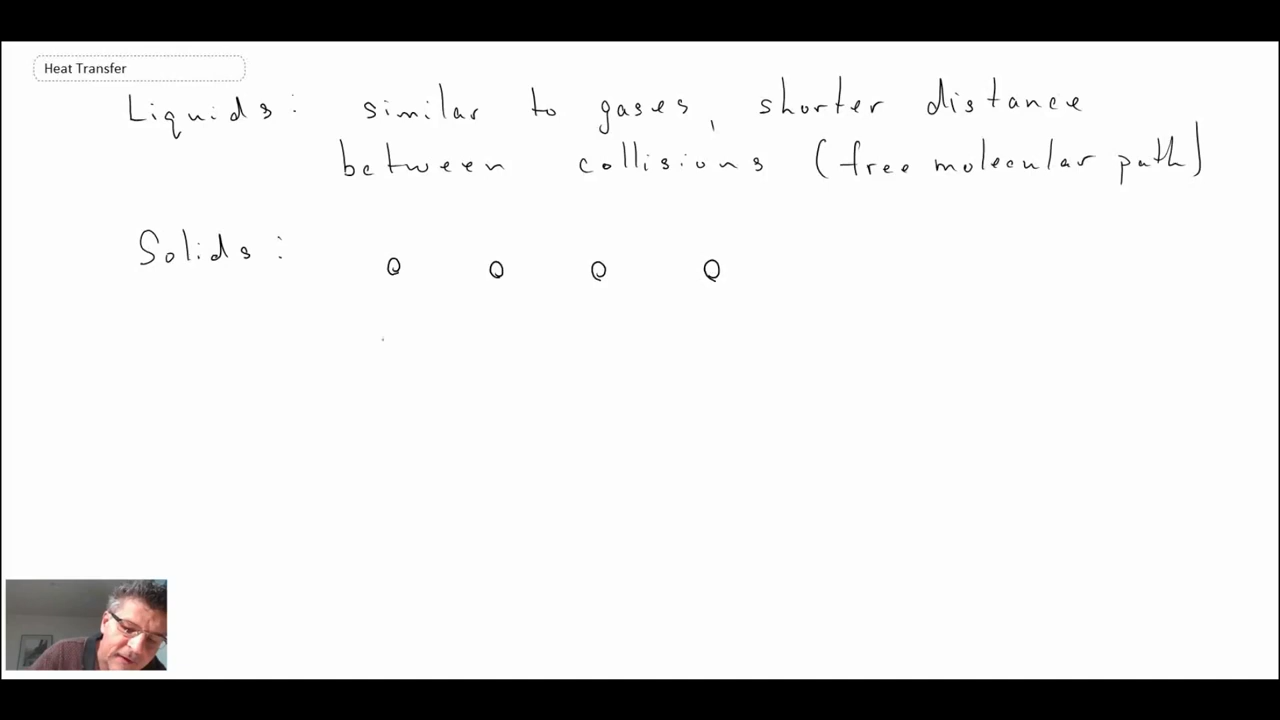 Heat Transfer
Liquids: similar to gases, shorter distance
between collisions (free molecular path)
Solids: